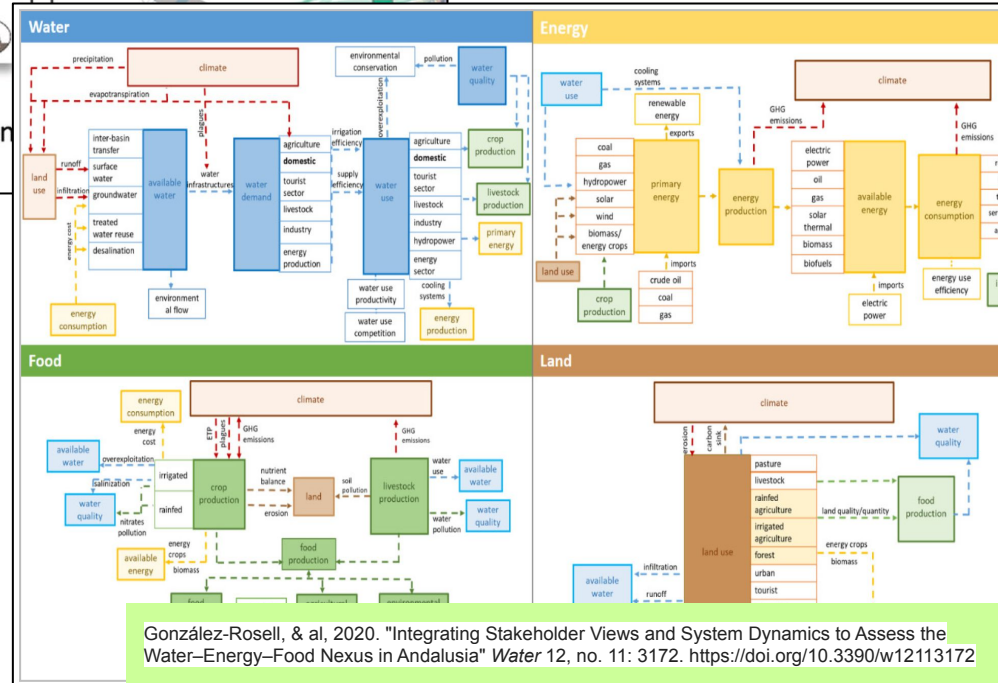 Water
precipitation
climate
evapotranspiration
plagues
land
use
runoff
infiltration
energy cost
energy
consumption
inter-basin
transfer
surface
water
groundwater
treated
water reuse
desalination
available
water
environment
al flow
water
infrastructures
water
demand
agriculture
domestic
tourist
sector
livestock
industry
energy
production
irrigation
efficiency
supply
efficiency
environmental
conservation
overexploitation
pollution
water
quality
water
use
water use
productivity
water use
competition
agriculture
domestic
tourist
sector
livestock
industry
hydropower
energy
sector
cooling
systems
crop
production
livestock
production
primary
energy
energy
production
Energy
water
use
cooling
systems
renewable
energy
exports
coal
gas
hydropower
solar
wind
biomass/
energy crops
land use
crop
production
primary
energy
imports
crude oil
coal
gas
energy
production
GHG
emissions
climate
GHG
emissions
electric
power
oil
gas
solar
thermal
biomass
biofuels
available
energy
imports
electric
power
energy
consumption
energy use
efficiency
Food
climate
energy
consumption
energy
cost
ETP
plagues
GHG
emissions
GHG
emissions
available
water
overexploitation
salinization
water
quality
nitrates
pollution
irrigated
rainfed
crop
production
nutrient
balance
erosion
land
soil
pollution
livestock
production
water
use
available
water
water
pollution
water
quality
available
energy
energy
crops
biomass
food
production
food
environmental
Land
climate
erosion
carbon
sink
water
quality
land use
pasture
livestock
rainfed
agriculture
irrigated
agriculture
forest
urban
tourist
land quality/quantity
food
production
energy crops
biomass
infiltration
runoff
available
water
González-Rosell, & al, 2020. "Integrating Stakeholder Views and System Dynamics to Assess the
Water–Energy–Food Nexus in Andalusia" Water 12, no. 11: 3172. https://doi.org/10.3390/w12113172